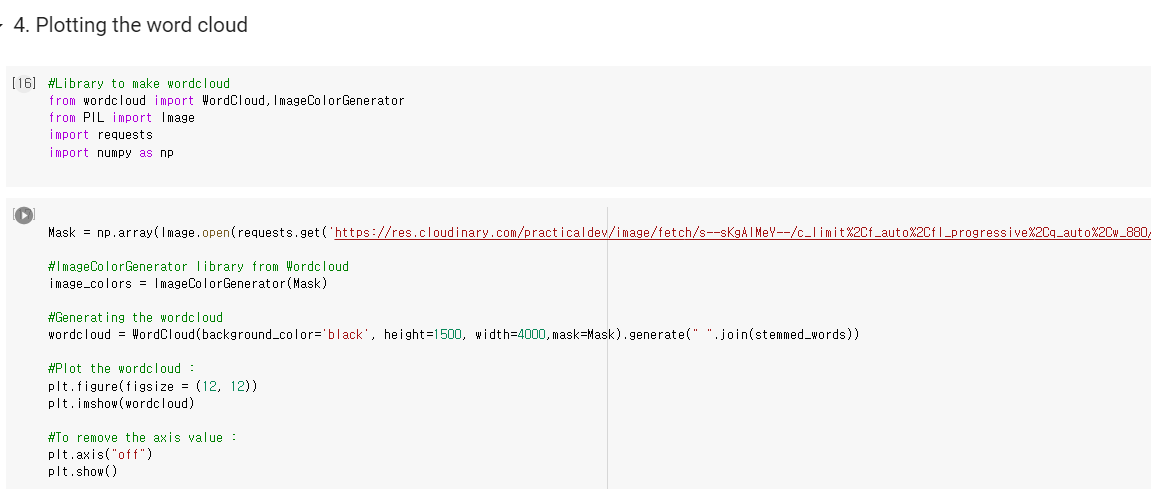 4. Plotting the word cloud
[16] #Library to make wordcloud
from wordcloud import WordCloud,ImageColorGenerator
from PIL import Image
import requests
import numpy as np
Mask = np.array(Image.open(requests.get('https://res.cloudinary.com/practicaldev/image/fetch/s--sKgAIMeY--/c_limit%2Cf_auto%2Cfl_progressive%2Cq_auto%2Cw_880/
#ImageColorGenerator library from Wordcloud
image_colors = ImageColorGenerator(Mask)
#Generating the wordcloud
wordcloud = WordCloud(background_color='black', height=1500, width=4000,mask=Mask).generate(" ".join(stemmed_words))
#Plot the wordcloud :
plt.figure(figsize = (12, 12))
plt.imshow(wordcloud)
#To remove the axis value :
plt.axis("off")
plt.show()